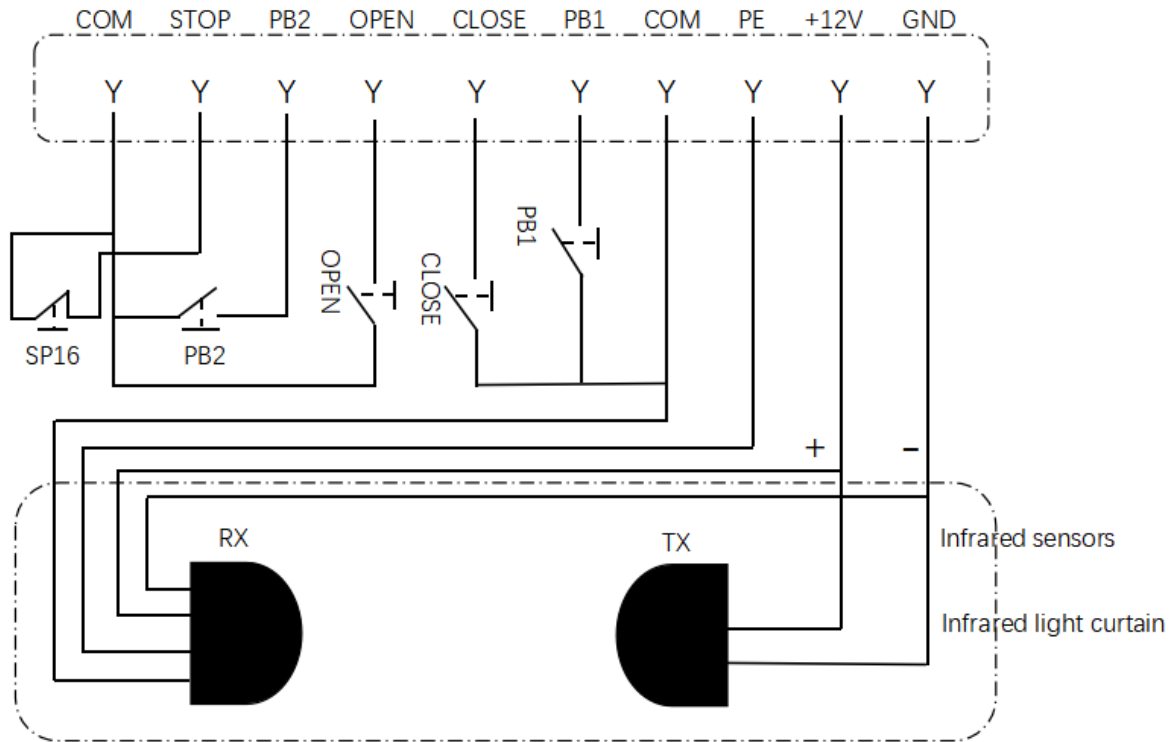 COM STOP PB2 OPEN CLOSE PB1 COM PE +12V GND
Y Y Y Y Y Y Y Y Y Y
PB1
OPEN
CLOSE
SP16
PB2
+ -
RX
TX
Infrared sensors
Infrared light curtain